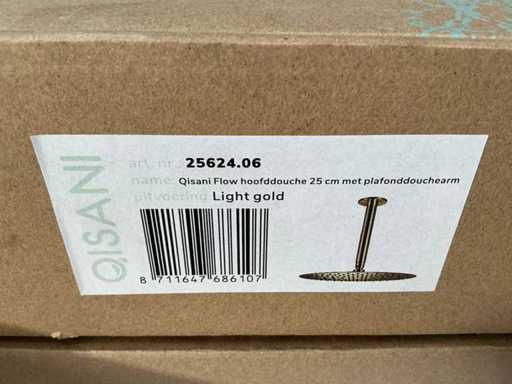 QISANI
art. nr.: 25624.06
name: Qisani Flow hoofddouche 25 cm met plafonddouchearm
uitvoering: Light gold
8 711647 686107